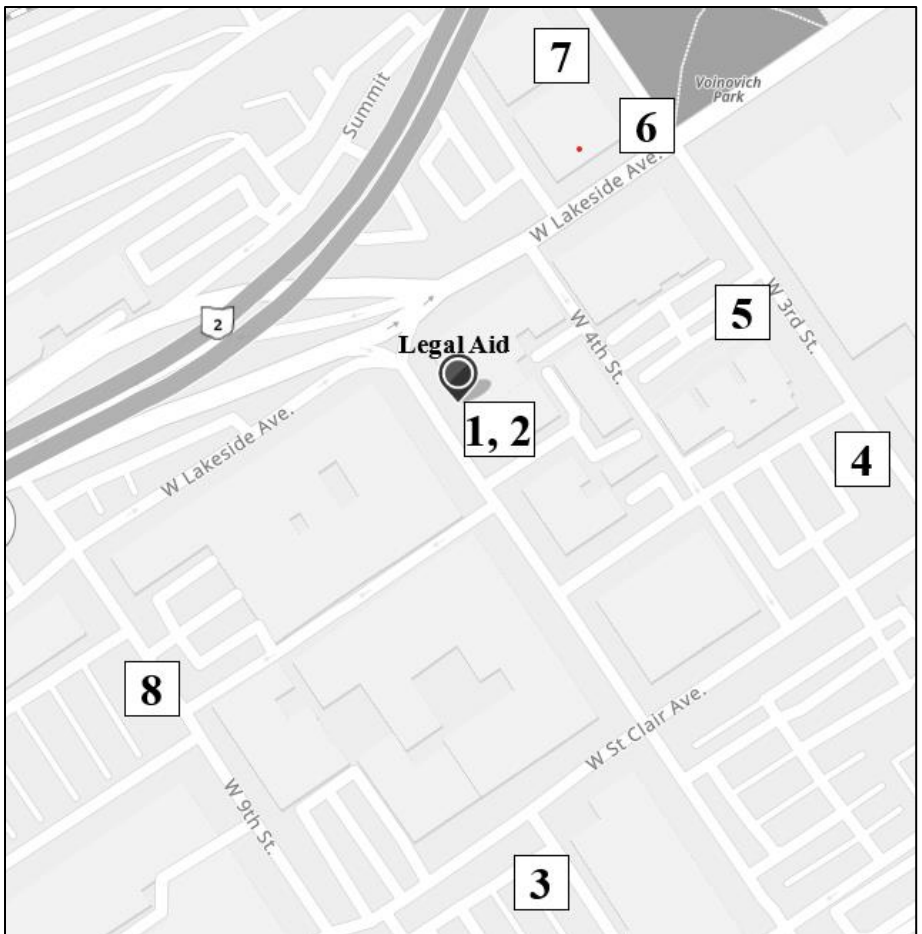 7
Voinovich
Park
6
Summit
W Lakeside Ave.
2
5
W 3rd St.
W 4th St.
Legal Aid
1, 2
W Lakeside Ave.
4
8
W St Clair Ave.
W 9th St.
3